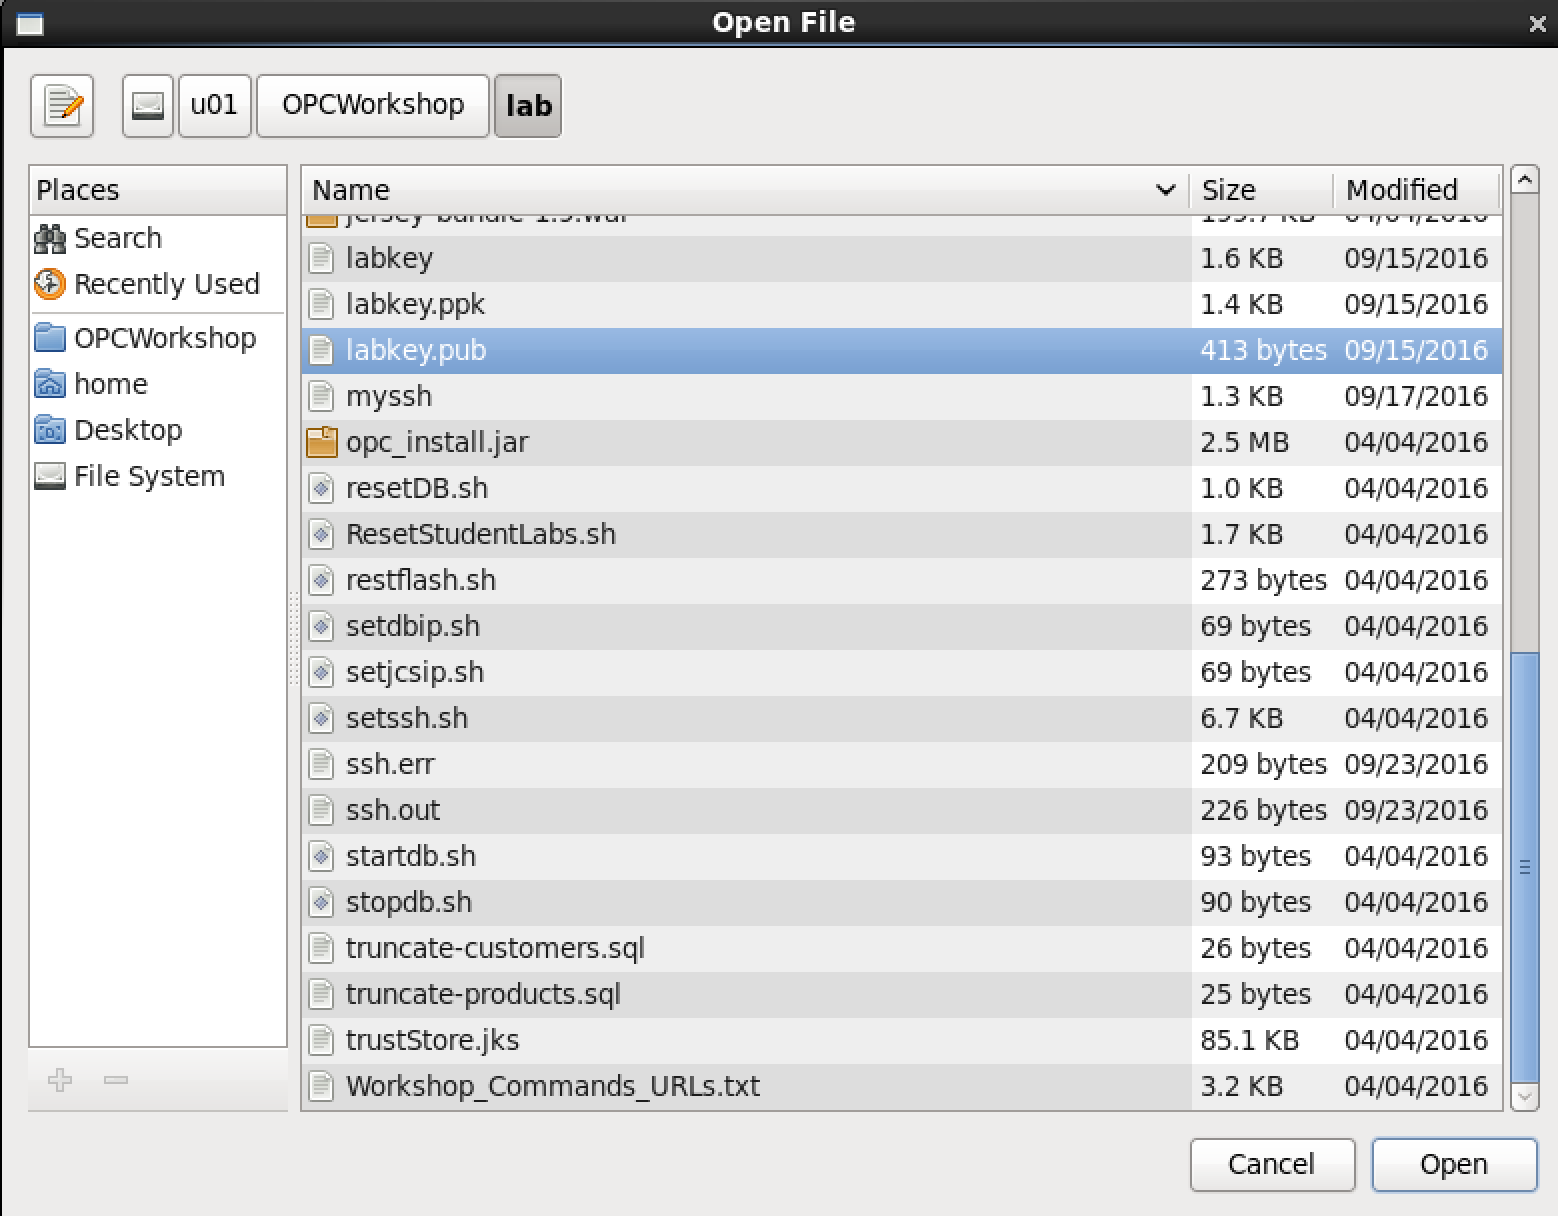 Open File
u01 OPCWorkshop lab
Places
Search
Recently Used
OPCWorkshop
home
Desktop
File System
Name Size Modified
labkey 1.6 KB 09/15/2016
labkey.ppk 1.4 KB 09/15/2016
labkey.pub 413 bytes 09/15/2016
myssh 1.3 KB 09/17/2016
opc_install.jar 2.5 MB 04/04/2016
resetDB.sh 1.0 KB 04/04/2016
ResetStudentLabs.sh 1.7 KB 04/04/2016
restflash.sh 273 bytes 04/04/2016
setdbip.sh 69 bytes 04/04/2016
setjcsip.sh 69 bytes 04/04/2016
setssh.sh 6.7 KB 04/04/2016
ssh.err 209 bytes 09/23/2016
ssh.out 226 bytes 09/23/2016
startdb.sh 93 bytes 04/04/2016
stopdb.sh 90 bytes 04/04/2016
truncate-customers.sql 26 bytes 04/04/2016
truncate-products.sql 25 bytes 04/04/2016
trustStore.jks 85.1 KB 04/04/2016
Workshop_Commands_URLs.txt 3.2 KB 04/04/2016
Cancel Open